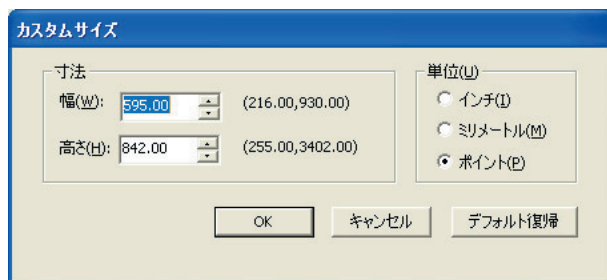 カスタムサイズ
寸法
幅(W): 595.00 (216.00,930.00)
高さ(H): 842.00 (255.00,3402.00)
単位(U)
インチ(I)
ミリメートル(M)
ポイント(P)
OK キャンセル デフォルト復帰